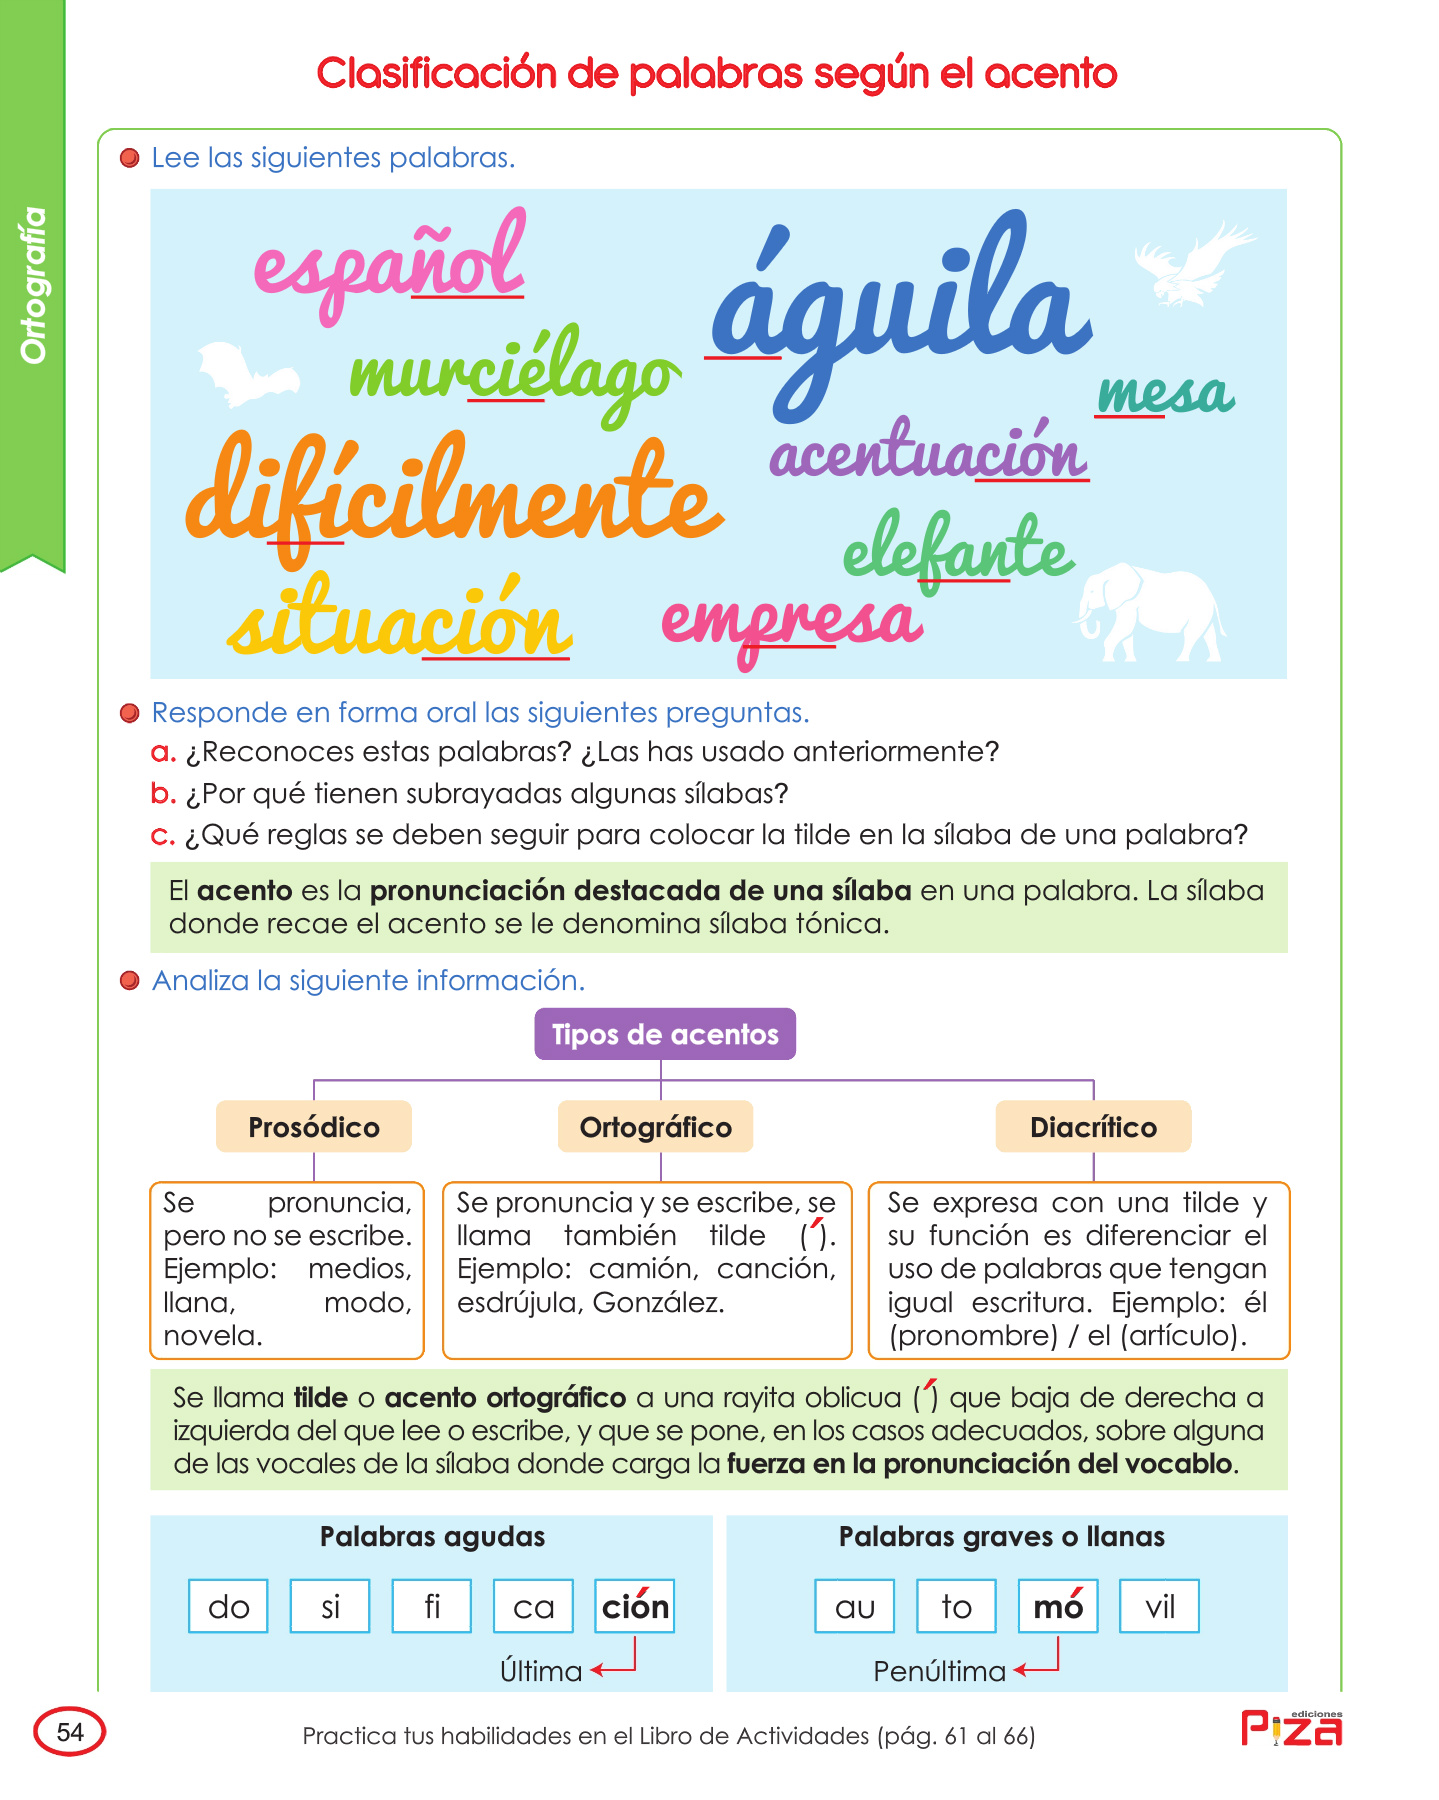 Clasificación de palabras según el acento
Ortografía
Lee las siguientes palabras.
español
águila
murciélago
mesa
difícilmente
acentuación
elefante
situación
empresa
Responde en forma oral las siguientes preguntas.
a. ¿Reconoces estas palabras? ¿Las has usado anteriormente?
b. ¿Por qué tienen subrayadas algunas sílabas?
c. ¿Qué reglas se deben seguir para colocar la tilde en la sílaba de una palabra?
El acento es la pronunciación destacada de una sílaba en una palabra. La sílaba
donde recae el acento se le denomina sílaba tónica.
Analiza la siguiente información.
Tipos de acentos
Prosódico
Se pronuncia,
pero no se escribe.
Ejemplo: medios,
llana, modo,
novela.
Ortográfico
Se pronuncia y se escribe, se
llama también tilde (´).
Ejemplo: camión, canción,
esdrújula, González.
Diacrítico
Se expresa con una tilde y
su función es diferenciar el
uso de palabras que tengan
igual escritura. Ejemplo: él
(pronombre) / el (artículo).
Se llama tilde o acento ortográfico a una rayita oblicua (´) que baja de derecha a
izquierda del que lee o escribe, y que se pone, en los casos adecuados, sobre alguna
de las vocales de la sílaba donde carga la fuerza en la pronunciación del vocablo.
Palabras agudas
do si fi ca ción
Última
Palabras graves o llanas
au to mó vil
Penúltima
54
Practica tus habilidades en el Libro de Actividades (pág. 61 al 66)
ediciones
Piza